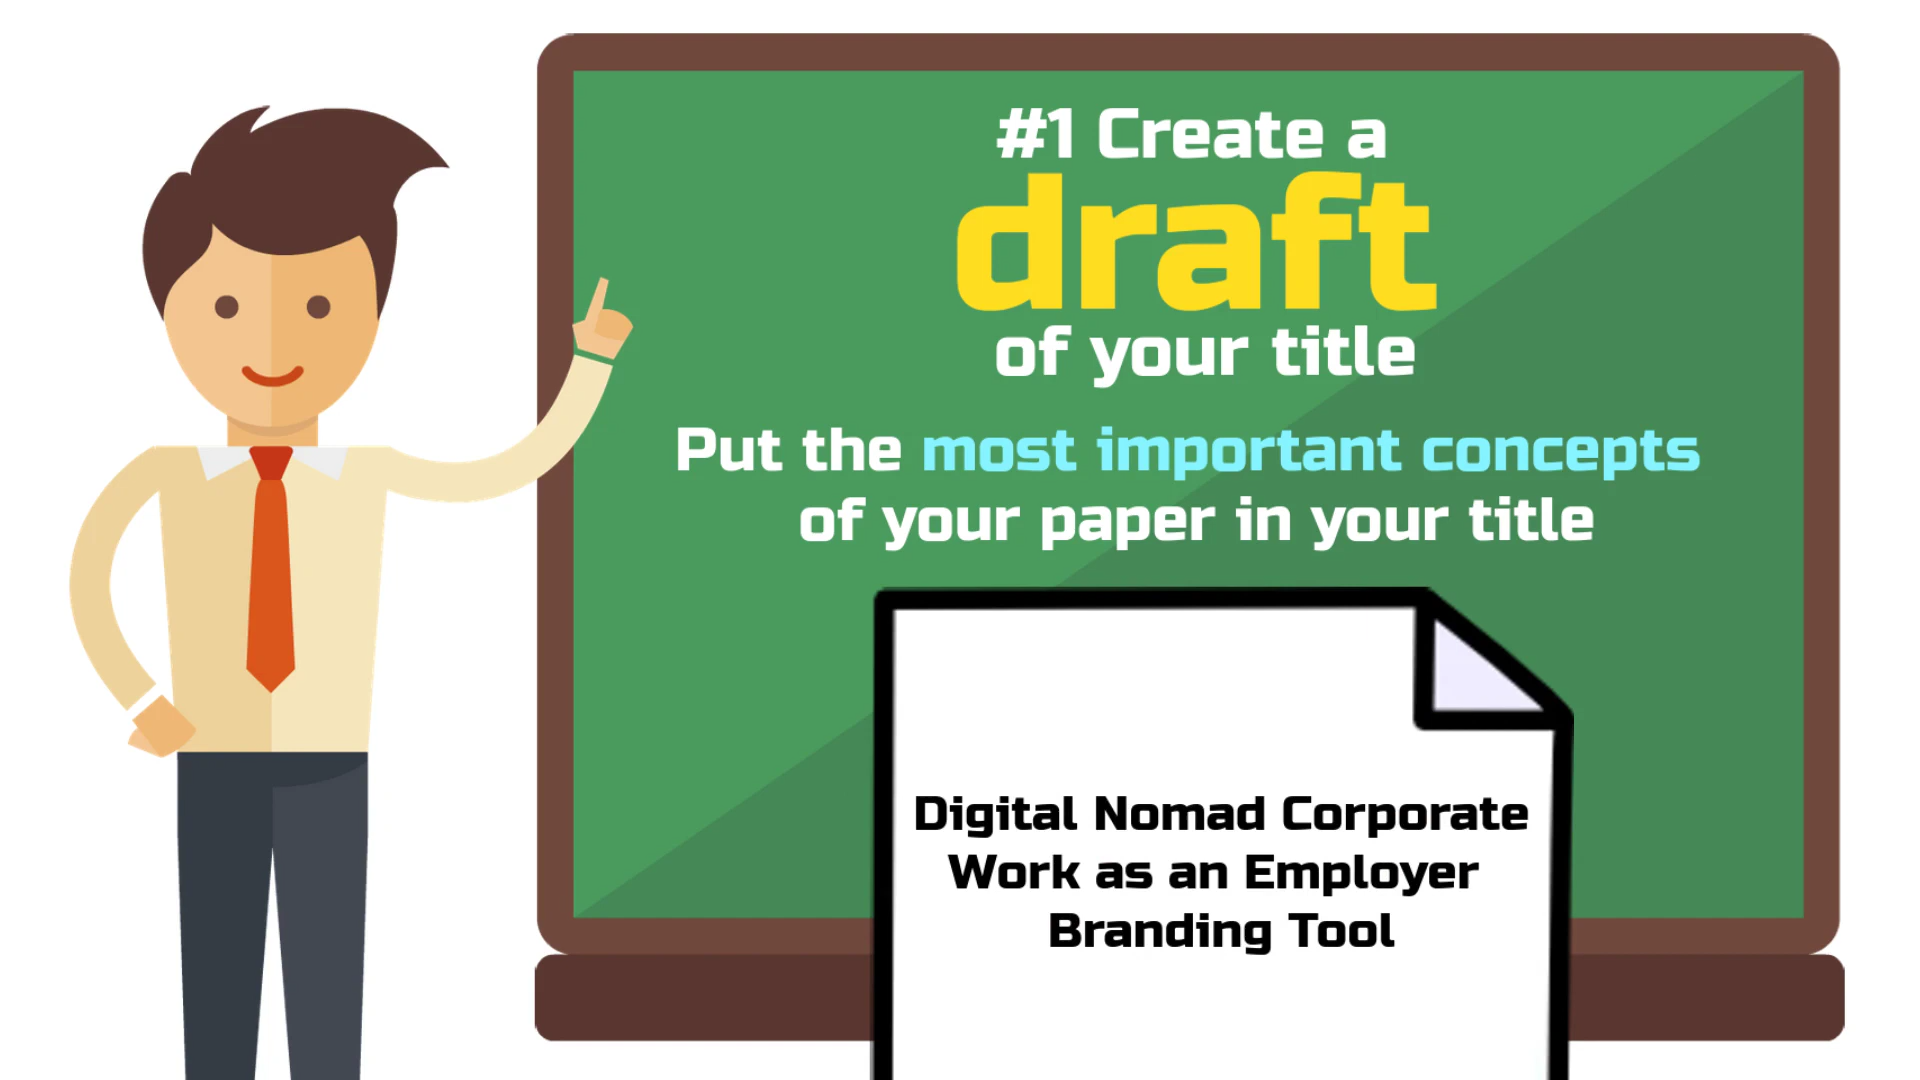 #1 Create a
draft
of your title
Put the most important concepts
of your paper in your title
Digital Nomad Corporate
Work as an Employer
Branding Tool